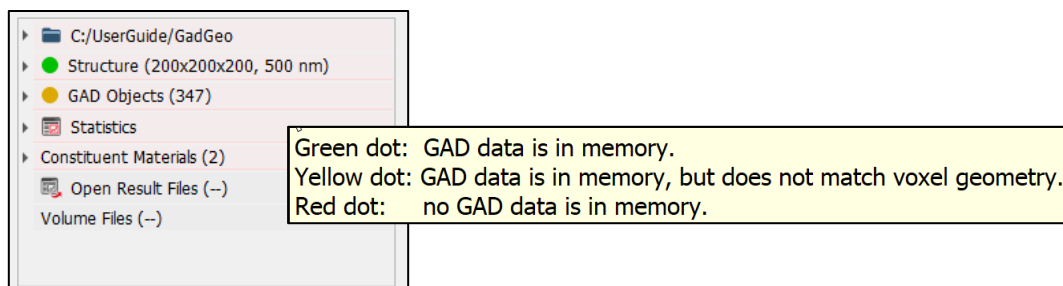 C:/UserGuide/GadGeo
Structure (200x200x200, 500 nm)
GAD Objects (347)
Statistics
Constituent Materials (2)
Open Result Files (--)
Volume Files (--)
Green dot: GAD data is in memory.
Yellow dot: GAD data is in memory, but does not match voxel geometry.
Red dot: no GAD data is in memory.